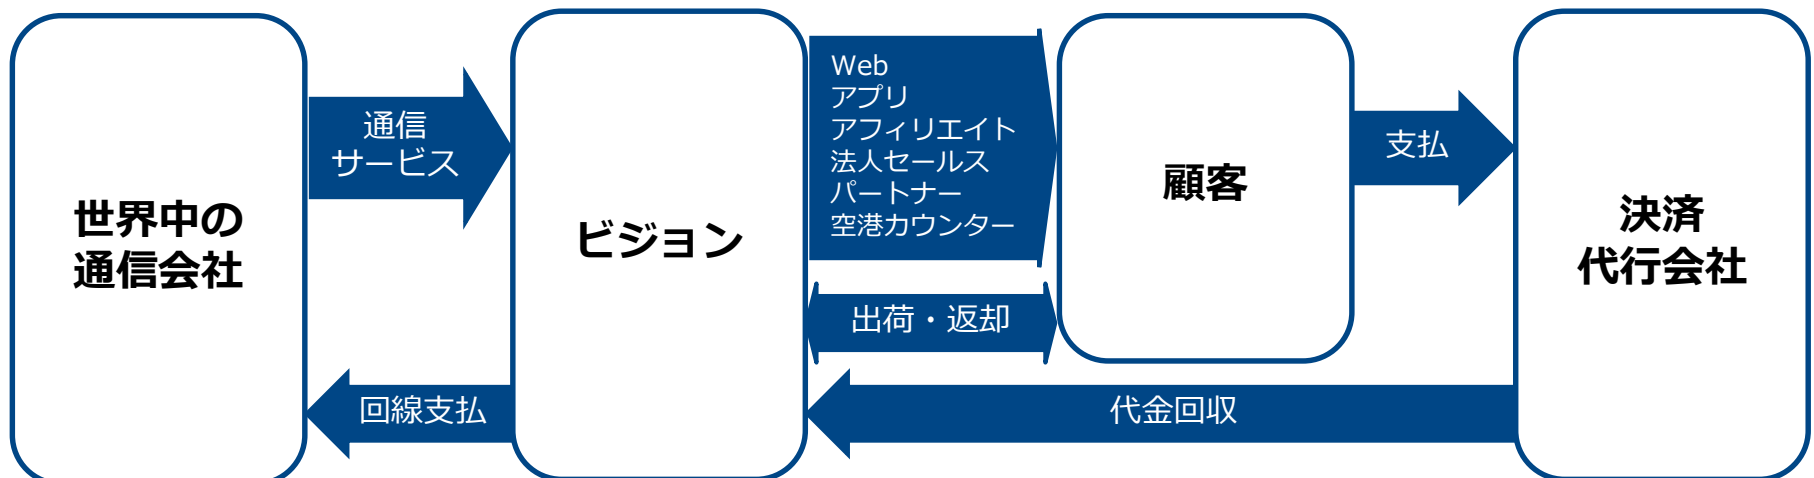 世界中の
通信会社
通信
サービス
回線支払
ビジョン
Web
アプリ
アフィリエイト
法人セールス
パートナー
空港カウンター
出荷・返却
顧客
支払
代金回収
決済
代行会社